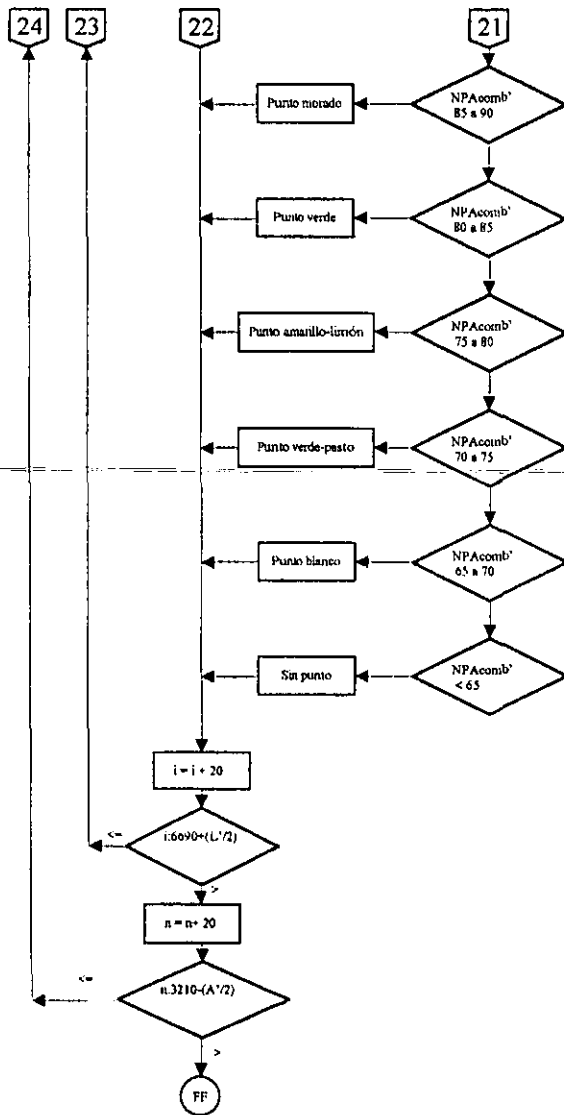 24
23
22
21
Punto morado
NPAcomb'
85 a 90
Punto verde
NPAcomb'
80 a 85
Punto amarillo-limón
NPAcomb'
75 a 80
Punto verde-pasto
NPAcomb'
70 a 75
Punto blanco
NPAcomb'
65 a 70
Sin punto
NPAcomb'
< 65
i = i + 20
<=
i:6690+(L'/2)
>
n = n+ 20
<=
n:3210-(A'/2)
>
FF